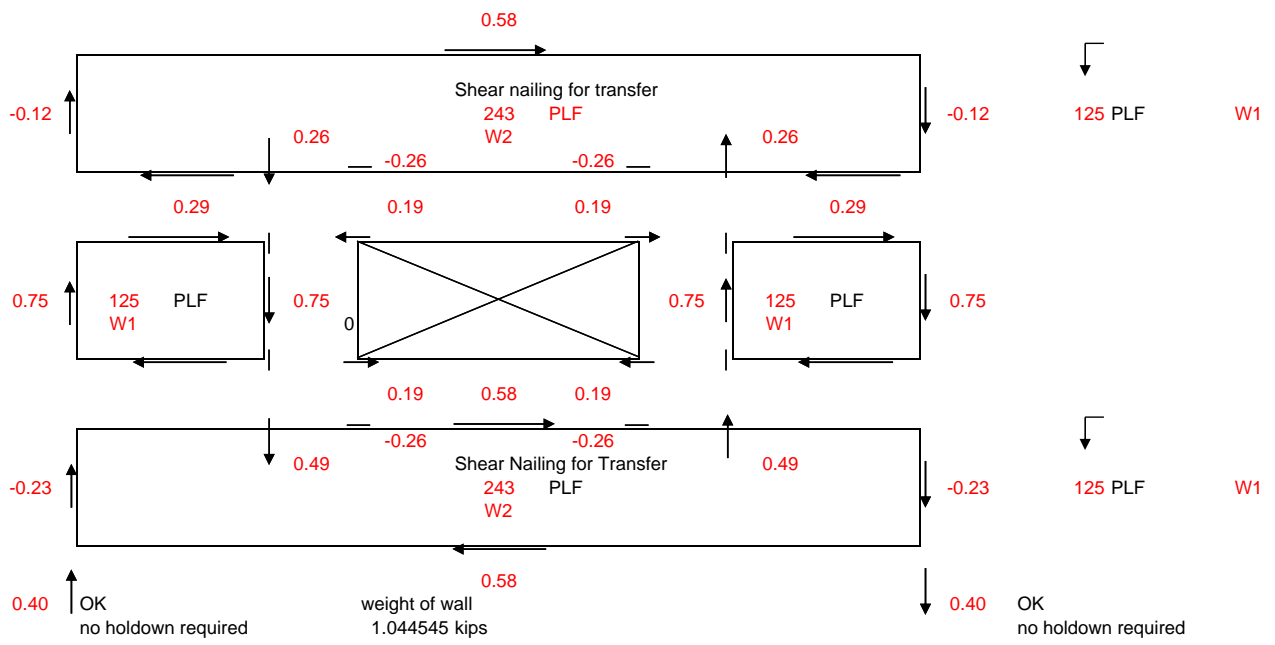 0.58
Shear nailing for transfer
-0.12 243 PLF -0.12 125 PLF W1
0.26 W2 0.26
-0.26 -0.26
0.29 0.19 0.19 0.29
0.75 125 PLF 0.75 0.75 125 PLF 0.75
W1 0 W1
0.19 0.58 0.19
-0.26 -0.26
0.49 Shear Nailing for Transfer 0.49
-0.23 243 PLF -0.23 125 PLF W1
W2
0.58
0.40 OK weight of wall 0.40 OK
no holdown required 1.044545 kips no holdown required